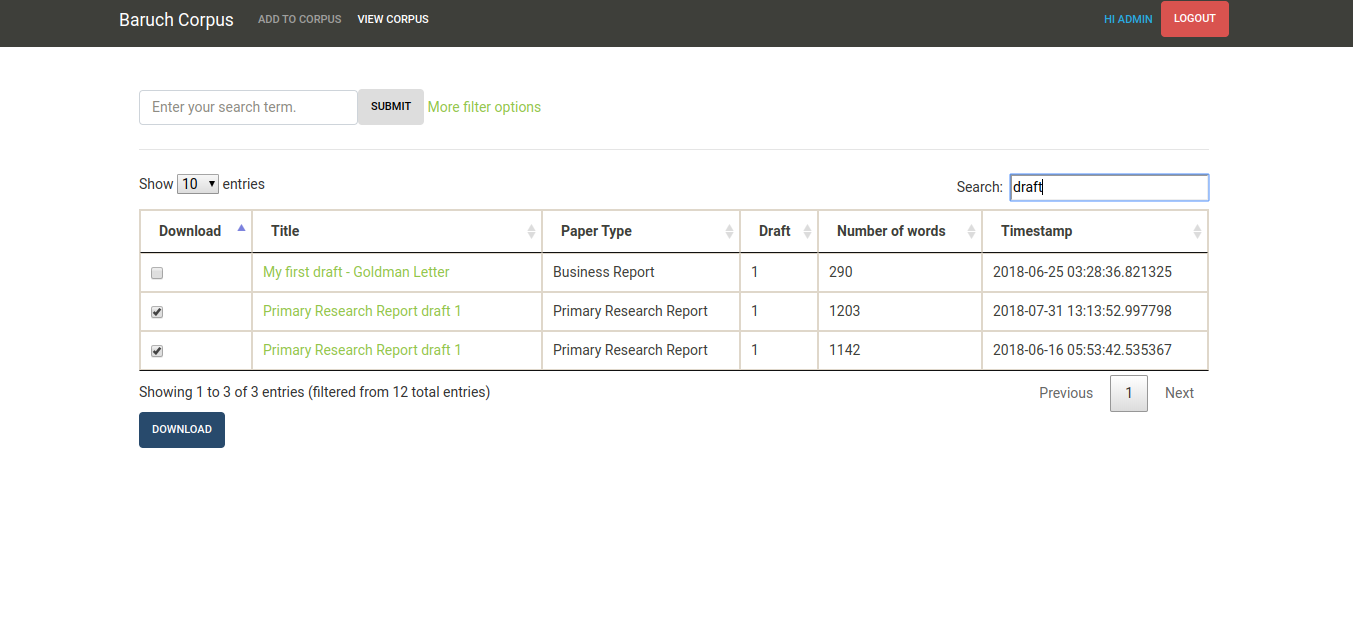 Baruch Corpus ADD TO CORPUS VIEW CORPUS HI ADMIN LOGOUT
Enter your search term. SUBMIT More filter options
Show 10 entries Search: draft
Download Title Paper Type Draft Number of words Timestamp
My first draft - Goldman Letter Business Report 1 290 2018-06-25 03:28:36.821325
Primary Research Report draft 1 Primary Research Report 1 1203 2018-07-31 13:13:52.997798
Primary Research Report draft 1 Primary Research Report 1 1142 2018-06-16 05:53:42.535367
Showing 1 to 3 of 3 entries (filtered from 12 total entries) Previous 1 Next
DOWNLOAD